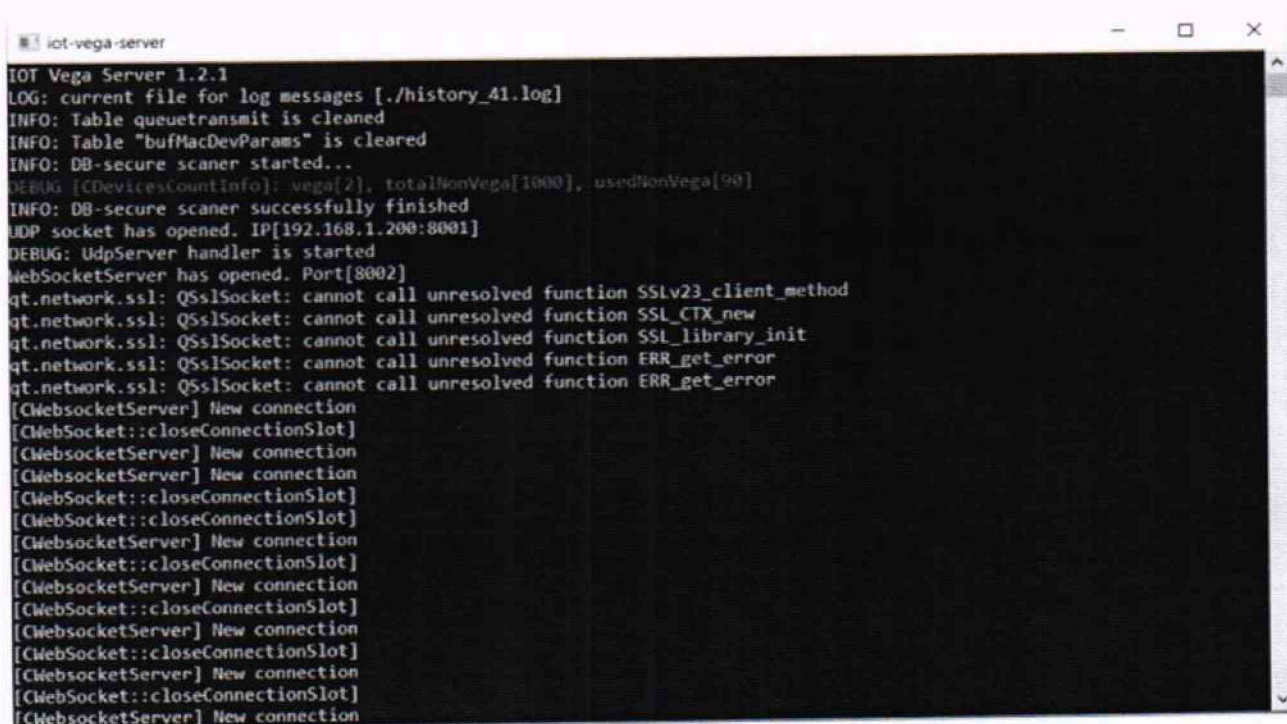 iot-vega-server
IOT Vega Server 1.2.1
LOG: current file for log messages [./history_41.log]
INFO: Table queuetransmit is cleaned
INFO: Table "bufMacDevParams" is cleared
INFO: DB-secure scaner started...
DEBUG [CDevicesCountInfo]: vega[2], totalNonVega[1000], usedNonVega[90]
INFO: DB-secure scaner successfully finished
UDP socket has opened. IP[192.168.1.200:8001]
DEBUG: UdpServer handler is started
WebSocketServer has opened. Port[8002]
qt.network.ssl: QSslSocket: cannot call unresolved function SSLv23_client_method
qt.network.ssl: QSslSocket: cannot call unresolved function SSL_CTX_new
qt.network.ssl: QSslSocket: cannot call unresolved function SSL_library_init
qt.network.ssl: QSslSocket: cannot call unresolved function ERR_get_error
qt.network.ssl: QSslSocket: cannot call unresolved function ERR_get_error
[CWebsocketServer] New connection
[CWebSocket::closeConnectionSlot]
[CWebsocketServer] New connection
[CWebsocketServer] New connection
[CWebSocket::closeConnectionSlot]
[CWebSocket::closeConnectionSlot]
[CWebsocketServer] New connection
[CWebSocket::closeConnectionSlot]
[CWebsocketServer] New connection
[CWebSocket::closeConnectionSlot]
[CWebsocketServer] New connection
[CWebSocket::closeConnectionSlot]
[CWebsocketServer] New connection
[CWebSocket::closeConnectionSlot]
[CWebsocketServer] New connection